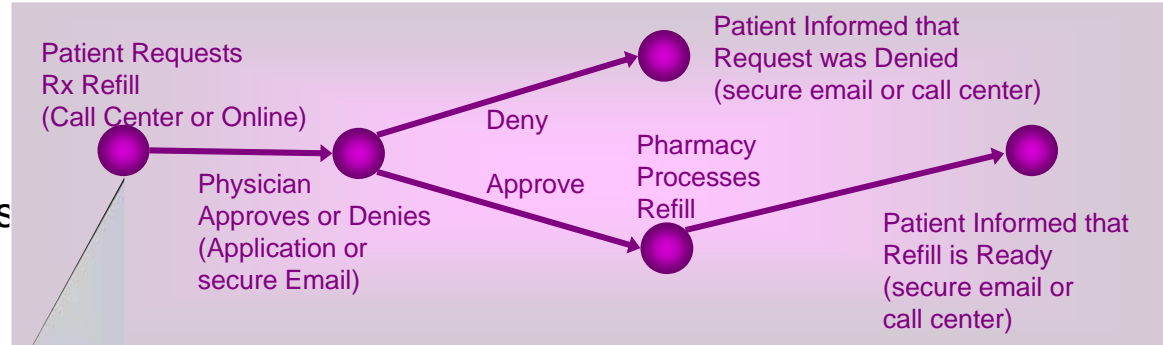 Patient Requests
Rx Refill
(Call Center or Online)
Physician
Approves or Denies
(Application or
secure Email)
Deny
Approve
Patient Informed that
Request was Denied
(secure email or call center)
Pharmacy
Processes
Refill
Patient Informed that
Refill is Ready
(secure email or
call center)
s